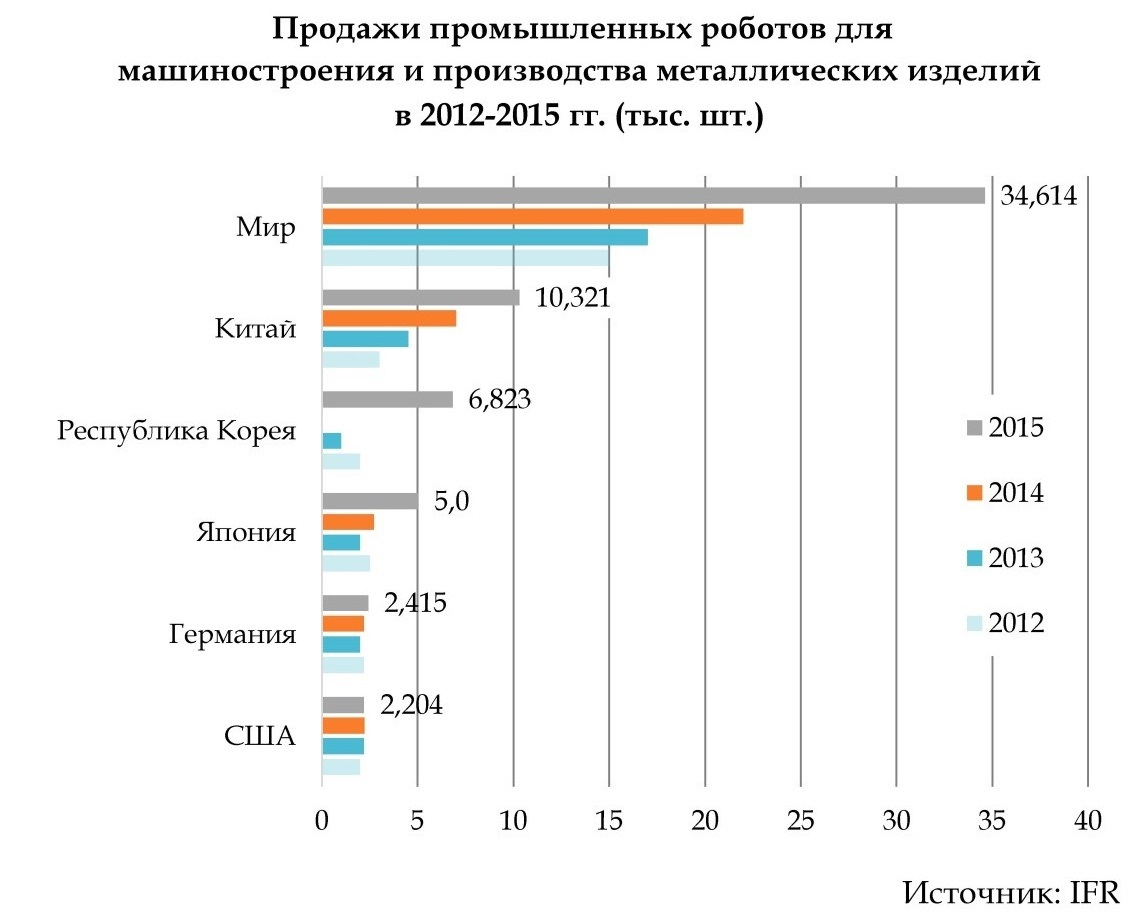 Продажи промышленных роботов для
машиностроения и производства металлических изделий
в 2012-2015 гг. (тыс. шт.)
Мир
34,614
Китай
10,321
Республика Корея
6,823
Япония
5,0
Германия
2,415
США
2,204
2015
2014
2013
2012
0 5 10 15 20 25 30 35 40
Источник: IFR